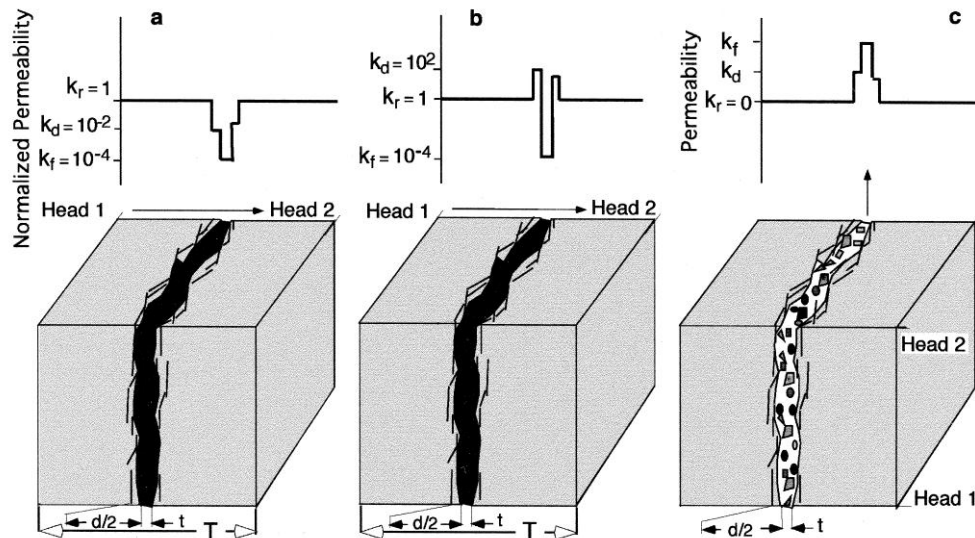 a
Normalized Permeability
k_r = 1
k_d = 10^-2
k_f = 10^-4
Head 1
Head 2
d/2
t
T
b
k_d = 10^2
k_r = 1
k_f = 10^-4
Head 1
Head 2
d/2
t
T
c
Permeability
k_f
k_d
k_r = 0
Head 2
Head 1
d/2
t